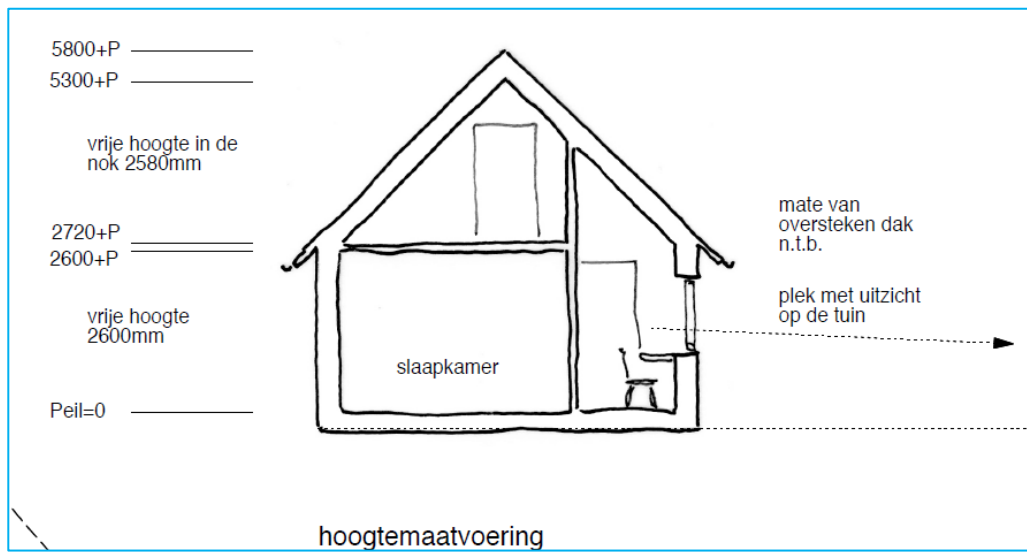 5800+P
5300+P
vrije hoogte in de
nok 2580mm
2720+P
2600+P
vrije hoogte
2600mm
Peil=0
slaapkamer
mate van
oversteken dak
n.t.b.
plek met uitzicht
op de tuin
hoogtemaatvoering